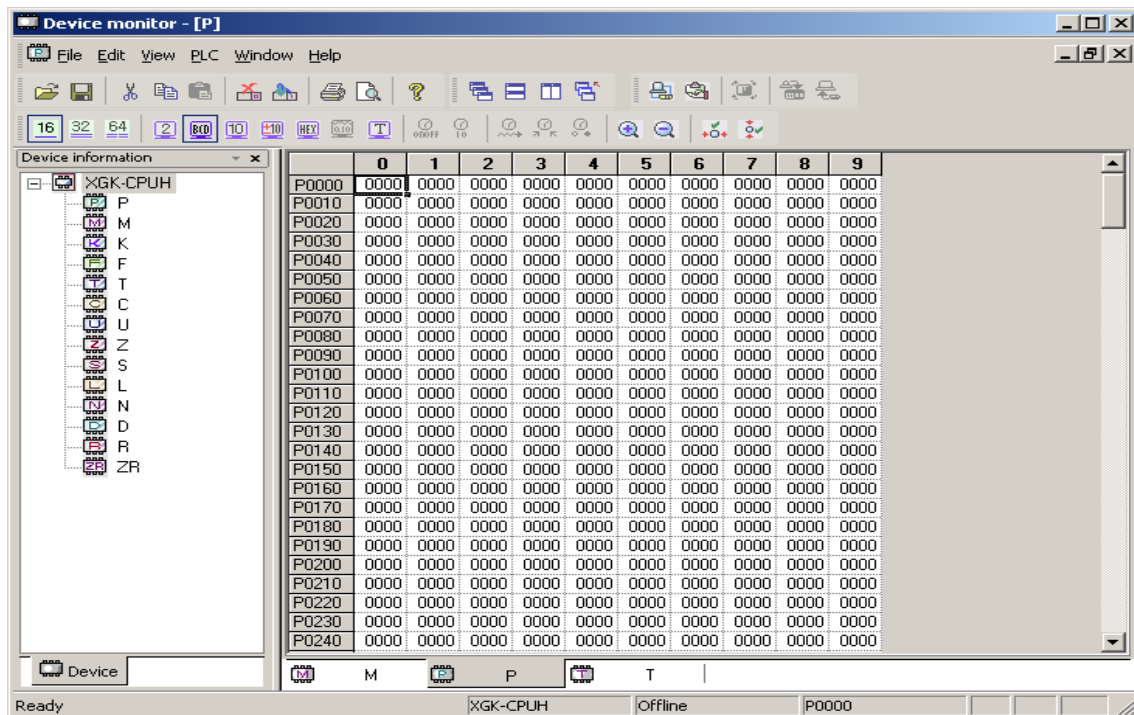 Device monitor - [P]
File Edit View PLC Window Help
16 32 64 2 BCD 10 ±10 HEX T
Device information
XGK-CPUH
P P
M M
K K
F F
T T
C C
U U
Z Z
S S
L L
N N
D D
R R
ZR ZR
0 1 2 3 4 5 6 7 8 9
P0000 0000 0000 0000 0000 0000 0000 0000 0000 0000 0000
P0010 0000 0000 0000 0000 0000 0000 0000 0000 0000 0000
P0020 0000 0000 0000 0000 0000 0000 0000 0000 0000 0000
P0030 0000 0000 0000 0000 0000 0000 0000 0000 0000 0000
P0040 0000 0000 0000 0000 0000 0000 0000 0000 0000 0000
P0050 0000 0000 0000 0000 0000 0000 0000 0000 0000 0000
P0060 0000 0000 0000 0000 0000 0000 0000 0000 0000 0000
P0070 0000 0000 0000 0000 0000 0000 0000 0000 0000 0000
P0080 0000 0000 0000 0000 0000 0000 0000 0000 0000 0000
P0090 0000 0000 0000 0000 0000 0000 0000 0000 0000 0000
P0100 0000 0000 0000 0000 0000 0000 0000 0000 0000 0000
P0110 0000 0000 0000 0000 0000 0000 0000 0000 0000 0000
P0120 0000 0000 0000 0000 0000 0000 0000 0000 0000 0000
P0130 0000 0000 0000 0000 0000 0000 0000 0000 0000 0000
P0140 0000 0000 0000 0000 0000 0000 0000 0000 0000 0000
P0150 0000 0000 0000 0000 0000 0000 0000 0000 0000 0000
P0160 0000 0000 0000 0000 0000 0000 0000 0000 0000 0000
P0170 0000 0000 0000 0000 0000 0000 0000 0000 0000 0000
P0180 0000 0000 0000 0000 0000 0000 0000 0000 0000 0000
P0190 0000 0000 0000 0000 0000 0000 0000 0000 0000 0000
P0200 0000 0000 0000 0000 0000 0000 0000 0000 0000 0000
P0210 0000 0000 0000 0000 0000 0000 0000 0000 0000 0000
P0220 0000 0000 0000 0000 0000 0000 0000 0000 0000 0000
P0230 0000 0000 0000 0000 0000 0000 0000 0000 0000 0000
P0240 0000 0000 0000 0000 0000 0000 0000 0000 0000 0000
Device
M M P P T T
Ready XGK-CPUH Offline P0000